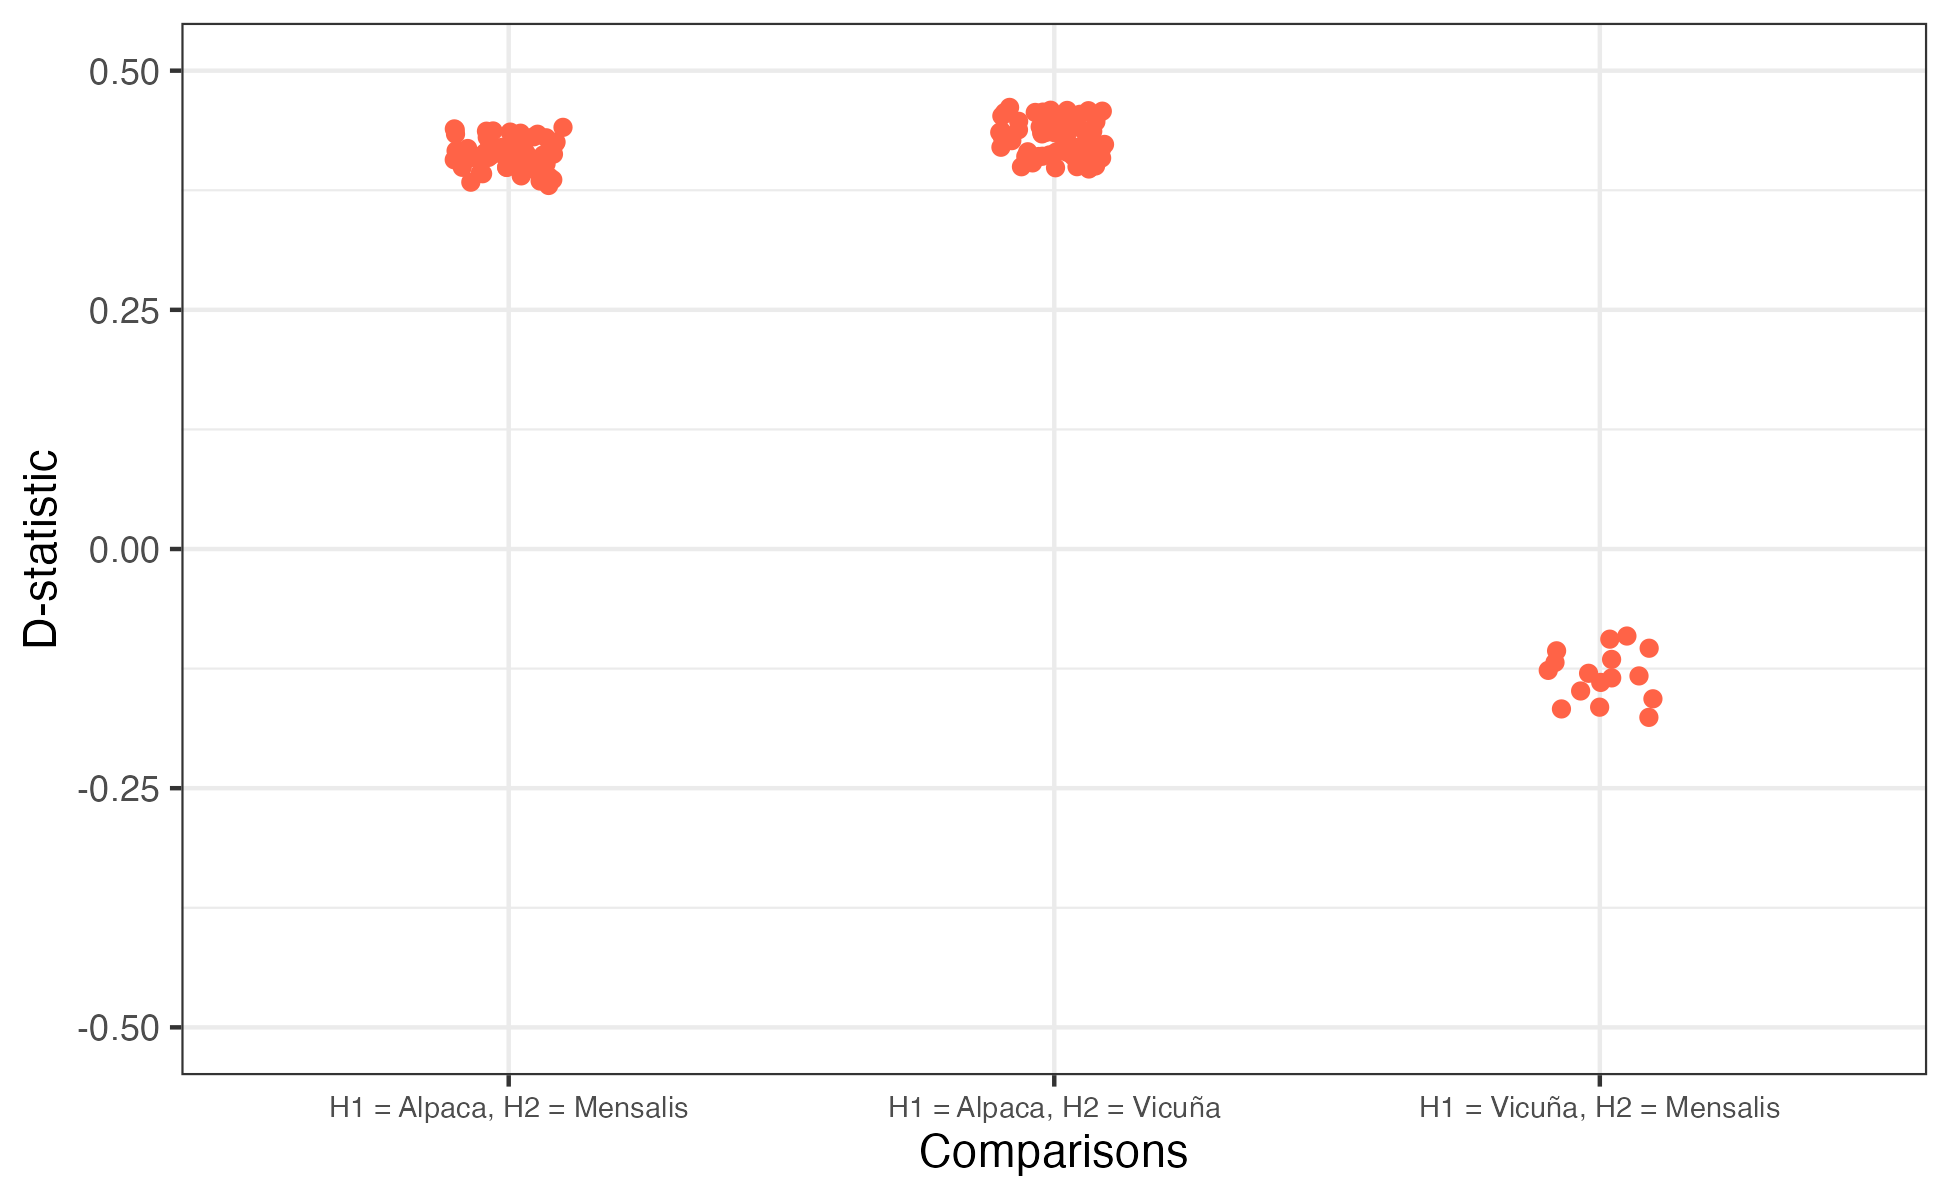 D-statistic
0.50
0.25
0.00
-0.25
-0.50
H1 = Alpaca, H2 = Mensalis
H1 = Alpaca, H2 = Vicuña
H1 = Vicuña, H2 = Mensalis
Comparisons